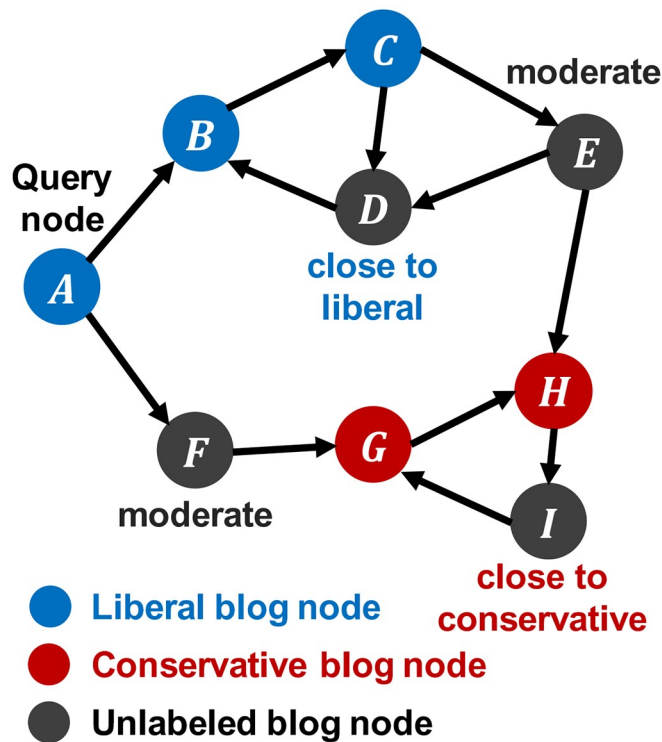 C
moderate
B
E
Query
node
D
close to
liberal
A
H
F
G
moderate
I
close to
conservative
Liberal blog node
Conservative blog node
Unlabeled blog node